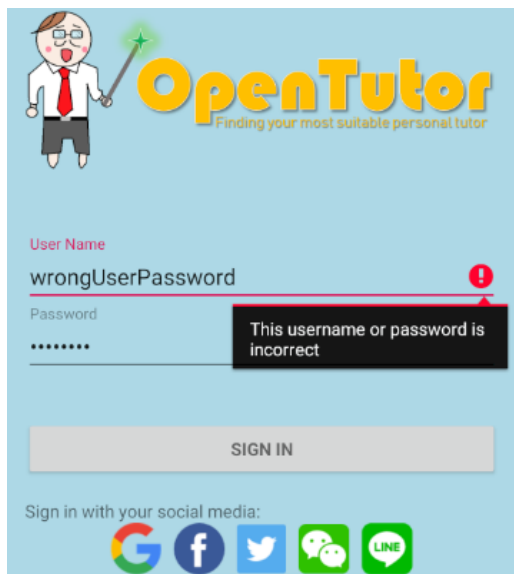 OpenTutor
Finding your most suitable personal tutor
User Name
wrongUserPassword
Password
This username or password is
incorrect
SIGN IN
Sign in with your social media:
LINE